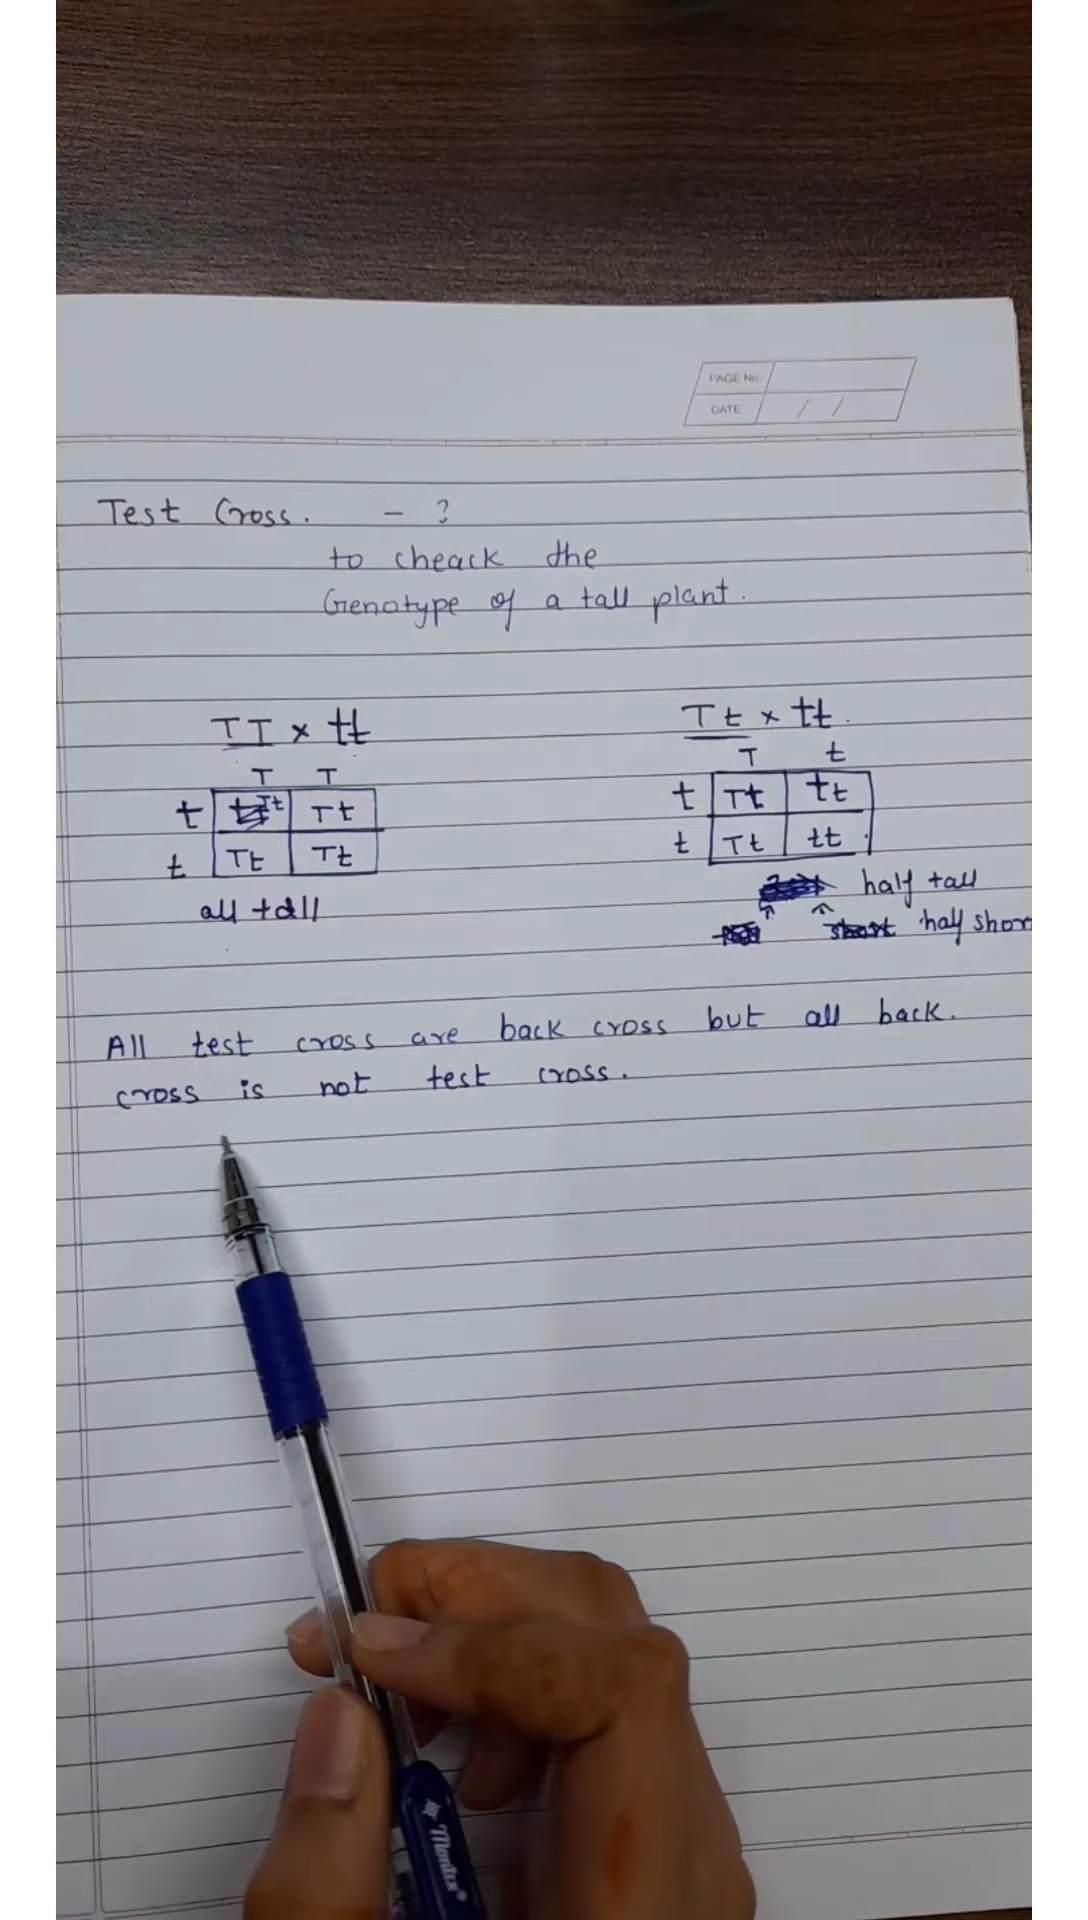 PAGE No.
DATE / /
Test Cross. - ?
to cheack the
Genotype of a tall plant.
TT × tt
T T
t Tt Tt
t Tt Tt
all tall
Tt × tt.
T t
t Tt tt
t Tt tt
half tall
short half shor
All test cross are back cross but all back.
cross is not test cross.
Montex